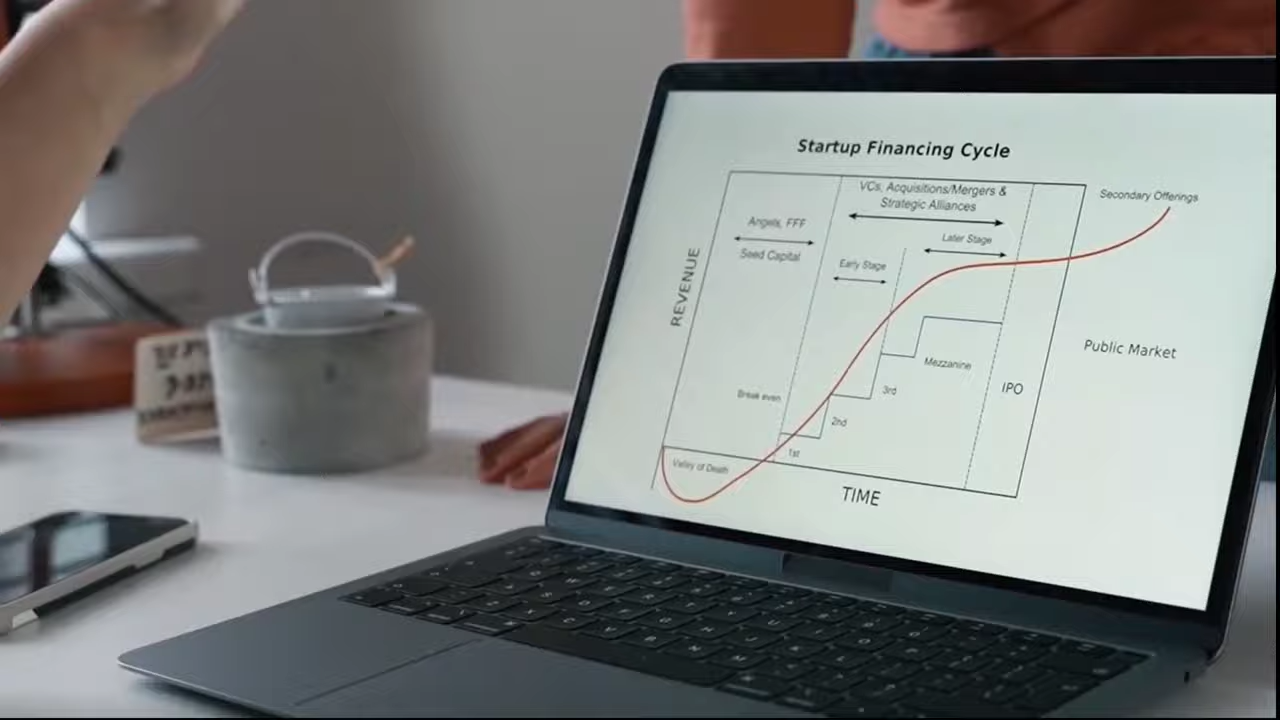 Startup Financing Cycle
VCs, Acquisitions/Mergers &
Strategic Alliances
Secondary Offerings
Angels, FFF
Seed Capital
Later Stage
Early Stage
REVENUE
Public Market
Mezzanine
IPO
Break even
3rd
2nd
1st
Valley of Death
TIME